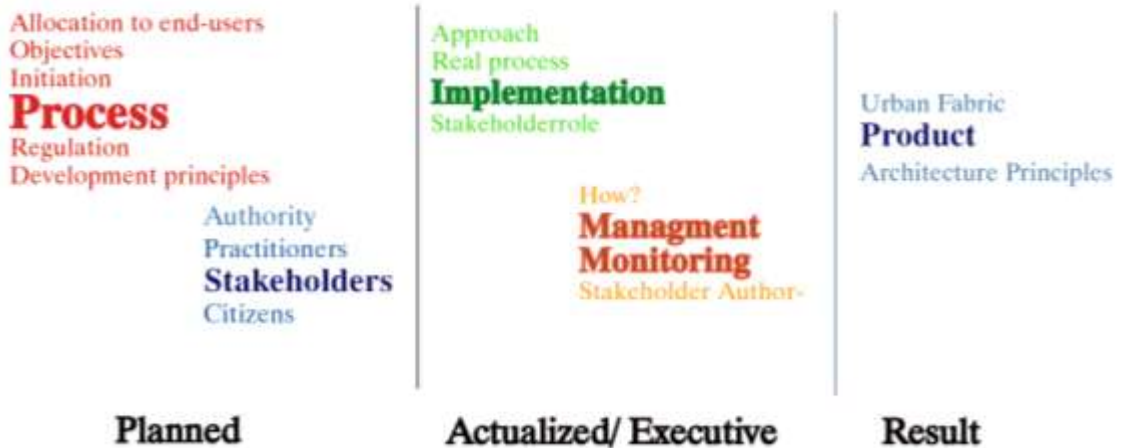 Allocation to end-users
Objectives
Initiation
Process
Regulation
Development principles
Authority
Practitioners
Stakeholders
Citizens
Planned
Approach
Real process
Implementation
Stakeholderrole
How?
Managment
Monitoring
Stakeholder Author-
Actualized/ Executive
Urban Fabric
Product
Architecture Principles
Result